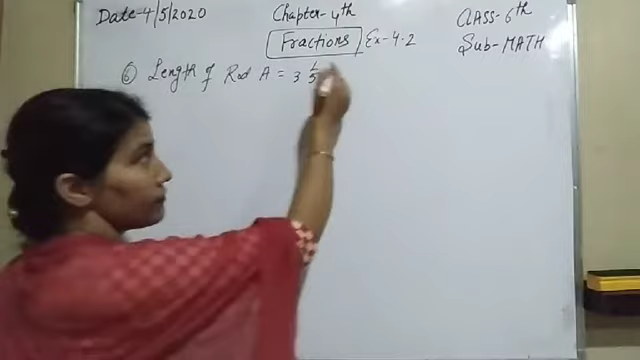 Date-4/5/2020 Chapter-4th CLASS-6th
Fractions Ex-4.2 Sub-MATH
6 Length of Rod A = 3 1/5